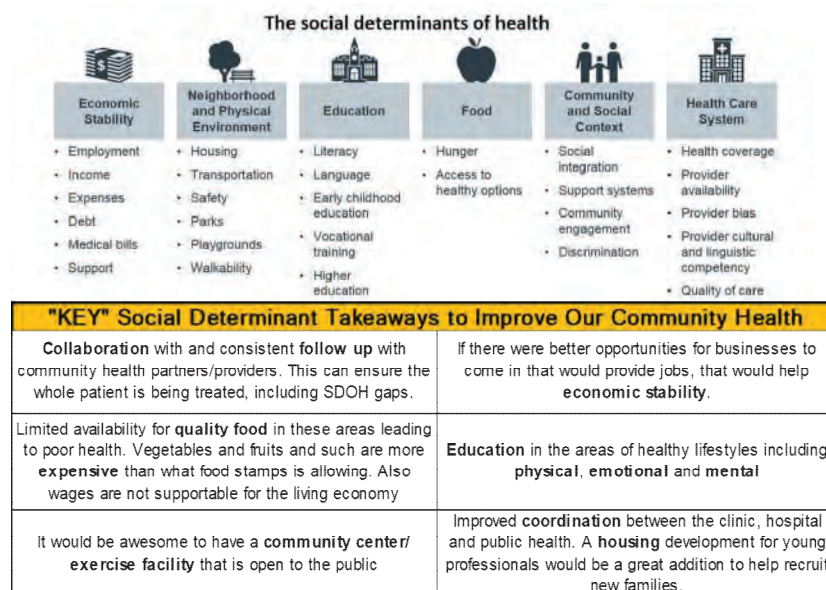 The social determinants of health
Economic
Stability
• Employment
• Income
• Expenses
• Debt
• Medical bills
• Support
Neighborhood
and Physical
Environment
• Housing
• Transportation
• Safety
• Parks
• Playgrounds
• Walkability
Education
• Literacy
• Language
• Early childhood
education
• Vocational
training
• Higher
education
Food
• Hunger
• Access to
healthy options
Community
and Social
Context
• Social
integration
• Support systems
• Community
engagement
• Discrimination
Health Care
System
• Health coverage
• Provider
availability
• Provider bias
• Provider cultural
and linguistic
competency
• Quality of care
"KEY" Social Determinant Takeaways to Improve Our Community Health
Collaboration with and consistent follow up with
community health partners/providers. This can ensure the
whole patient is being treated, including SDOH gaps.
If there were better opportunities for businesses to
come in that would provide jobs, that would help
economic stability.
Limited availability for quality food in these areas leading
to poor health. Vegetables and fruits and such are more
expensive than what food stamps is allowing. Also
wages are not supportable for the living economy
Education in the areas of healthy lifestyles including
physical, emotional and mental
It would be awesome to have a community center/
exercise facility that is open to the public
Improved coordination between the clinic, hospital
and public health. A housing development for young
professionals would be a great addition to help recruit
new families.